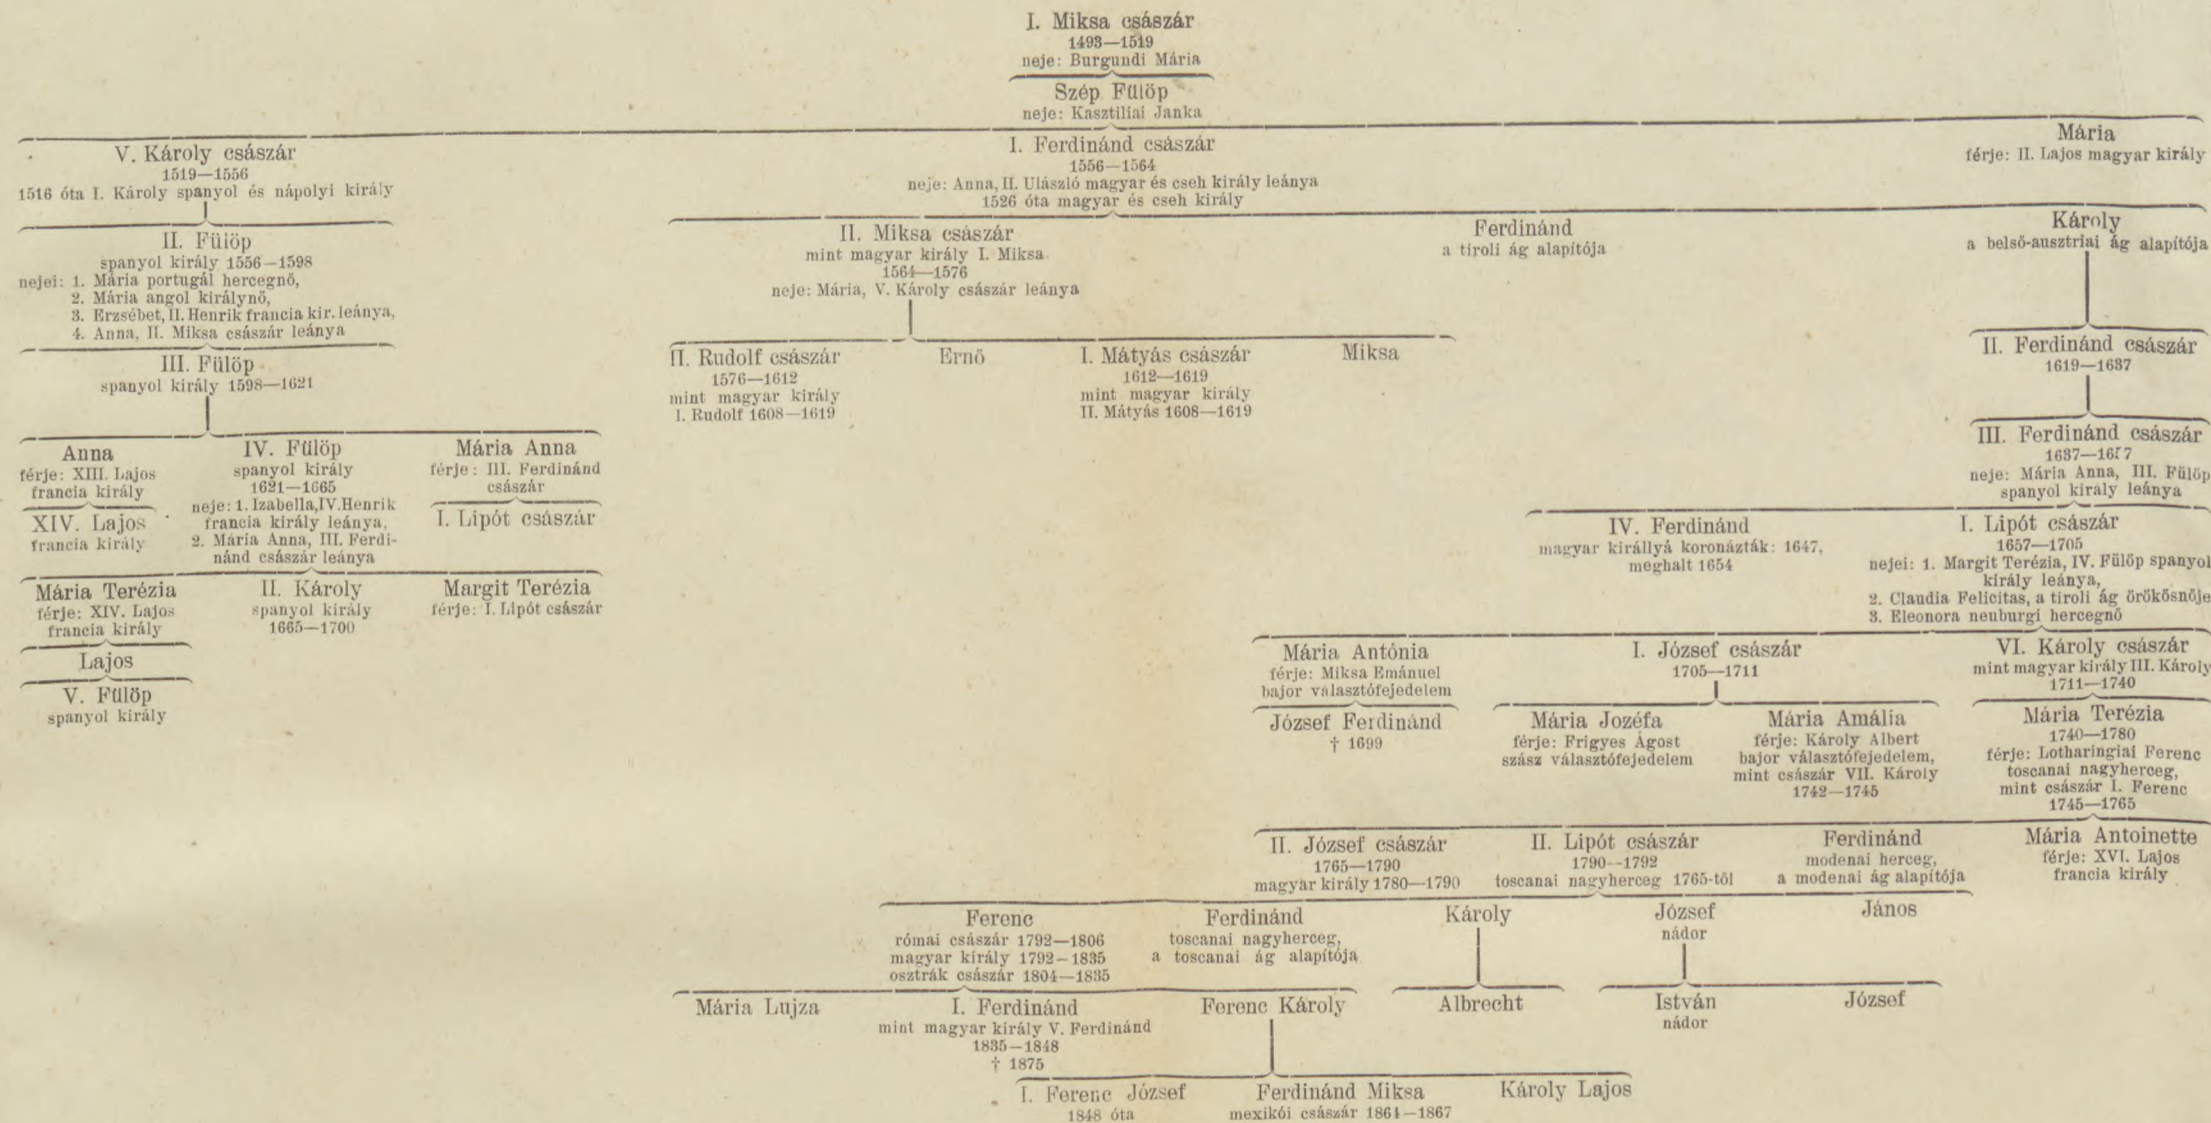 I. Miksa császár
1493—1519
neje: Burgundi Mária
Szép Fülöp
neje: Kasztiliai Janka
V. Károly császár
1519—1556
1516 óta I. Károly spanyol és nápolyi király
I. Ferdinánd császár
1556—1564
neje: Anna, II. Ulászló magyar és cseh király leánya
1526 óta magyar és cseh király
Mária
férje: II. Lajos magyar király
II. Fülöp
spanyol király 1556—1598
nejei: 1. Mária portugál hercegnő,
2. Mária angol királynő,
3. Erzsébet, II. Henrik francia kir. leánya,
4. Anna, II. Miksa császár leánya
II. Miksa császár
mint magyar király I. Miksa
1564—1576
neje: Mária, V. Károly császár leánya
Ferdinánd
a tiroli ág alapítója
Károly
a belső-ausztriai ág alapítója
III. Fülöp
spanyol király 1598—1621
II. Rudolf császár
1576—1612
mint magyar király
I. Rudolf 1608—1619
Ernő
I. Mátyás császár
1612—1619
mint magyar király
II. Mátyás 1608—1619
Miksa
II. Ferdinánd császár
1619—1637
Anna
férje: XIII. Lajos
francia király
IV. Fülöp
spanyol király
1621—1665
neje: 1. Izabella, IV. Henrik
francia király leánya,
2. Mária Anna, III. Ferdi-
nánd császár leánya
Mária Anna
férje: III. Ferdinánd
császár
III. Ferdinánd császár
1637—1657
neje: Mária Anna, III. Fülöp
spanyol király leánya
XIV. Lajos
francia király
I. Lipót császár
IV. Ferdinánd
magyar királlyá koronázták: 1647,
meghalt 1654
I. Lipót császár
1657—1705
nejei: 1. Margit Terézia, IV. Fülöp spanyol
király leánya,
2. Claudia Felicitas, a tiroli ág örökösnője
3. Eleonora neuburgi hercegnő
Mária Terézia
férje: XIV. Lajos
francia király
II. Károly
spanyol király
1665—1700
Margit Terézia
férje: I. Lipót császár
Lajos
V. Fülöp
spanyol király
Mária Antónia
férje: Miksa Emánuel
bajor választófejedelem
I. József császár
1705—1711
VI. Károly császár
mint magyar király III. Károly
1711—1740
József Ferdinánd
† 1699
Mária Jozéfa
férje: Frigyes Ágost
szász választófejedelem
Mária Amália
férje: Károly Albert
bajor választófejedelem,
mint császár VII. Károly
1742—1745
Mária Terézia
1740—1780
férje: Lotharingiai Ferenc
toscanai nagyherceg,
mint császár I. Ferenc
1745—1765
II. József császár
1765—1790
magyar király 1780—1790
II. Lipót császár
1790--1792
toscanai nagyherceg 1765-től
Ferdinánd
modenai herceg,
a modenai ág alapítója
Mária Antoinette
férje: XVI. Lajos
francia király
Ferenc
római császár 1792—1806
magyar király 1792—1835
osztrák császár 1804—1835
Ferdinánd
toscanai nagyherceg,
a toscanai ág alapítója
Károly
József
nádor
János
Mária Lujza
I. Ferdinánd
mint magyar király V. Ferdinánd
1835—1848
† 1875
Ferenc Károly
Albrecht
István
nádor
József
I. Ferenc József
1848 óta
Ferdinánd Miksa
mexikói császár 1864—1867
Károly Lajos